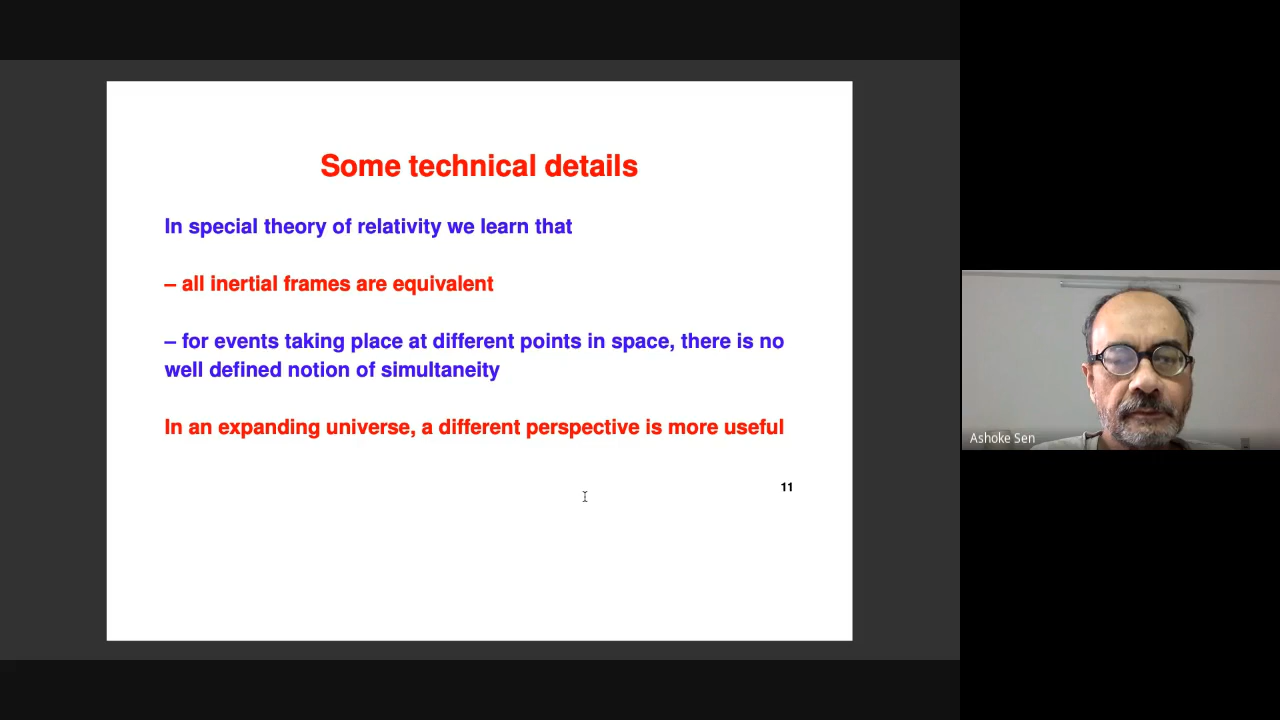 Some technical details
In special theory of relativity we learn that
– all inertial frames are equivalent
– for events taking place at different points in space, there is no
well defined notion of simultaneity
In an expanding universe, a different perspective is more useful
11
Ashoke Sen